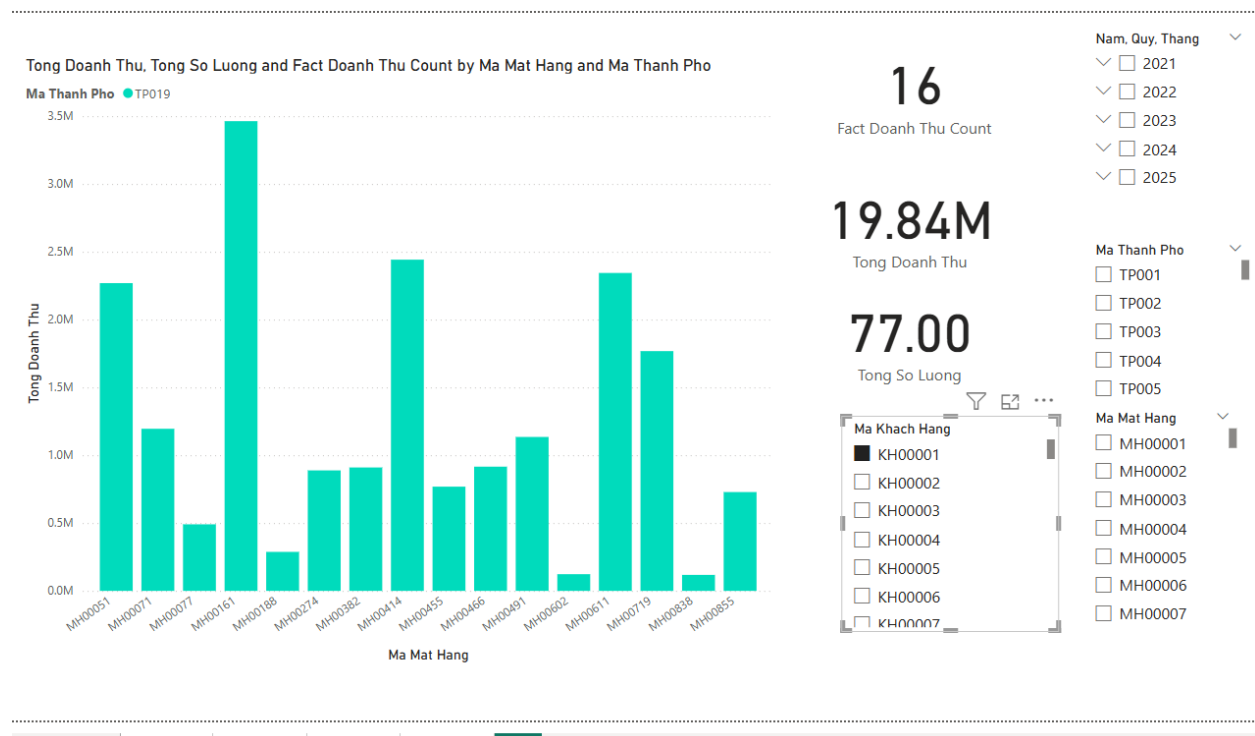 Tong Doanh Thu, Tong So Luong and Fact Doanh Thu Count by Ma Mat Hang and Ma Thanh Pho
Ma Thanh Pho TP019
3.5M
3.0M
2.5M
2.0M
1.5M
1.0M
0.5M
0.0M
Tong Doanh Thu
MH00051
MH00071
MH00077
MH00161
MH00188
MH00274
MH00382
MH00414
MH00455
MH00466
MH00491
MH00602
MH00611
MH00719
MH00838
MH00855
Ma Mat Hang
16
Fact Doanh Thu Count
19.84M
Tong Doanh Thu
77.00
Tong So Luong
Ma Khach Hang
KH00001
KH00002
KH00003
KH00004
KH00005
KH00006
KH00007
Nam, Quy, Thang
2021
2022
2023
2024
2025
Ma Thanh Pho
TP001
TP002
TP003
TP004
TP005
Ma Mat Hang
MH00001
MH00002
MH00003
MH00004
MH00005
MH00006
MH00007